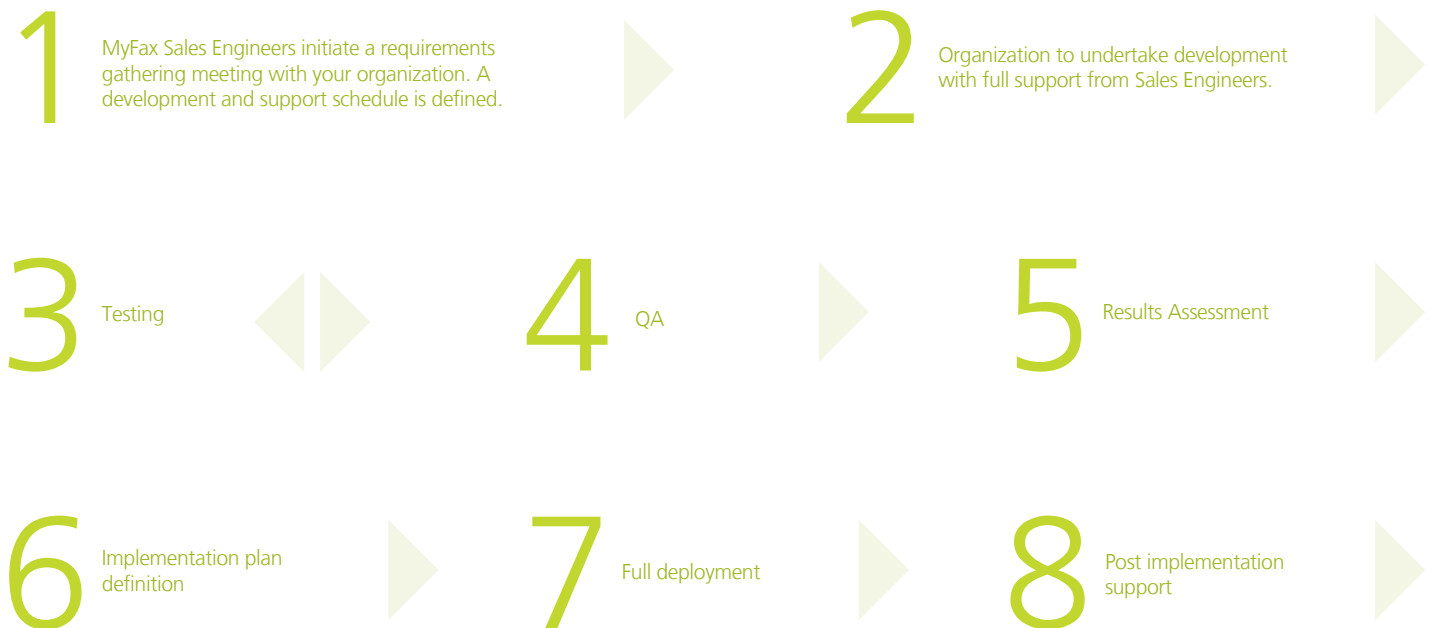 1
MyFax Sales Engineers initiate a requirements
gathering meeting with your organization. A
development and support schedule is defined.
2
Organization to undertake development
with full support from Sales Engineers.
3
Testing
4
QA
5
Results Assessment
6
Implementation plan
definition
7
Full deployment
8
Post implementation
support